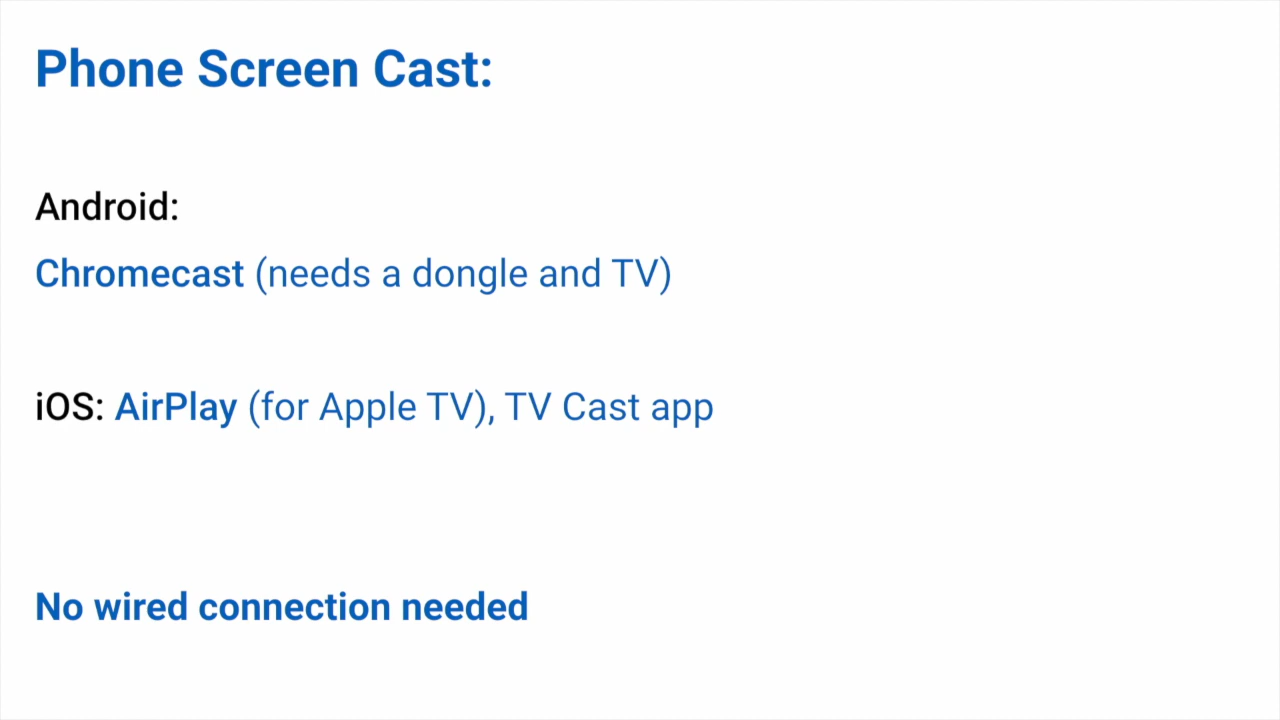 Phone Screen Cast:
Android:
Chromecast (needs a dongle and TV)
iOS: AirPlay (for Apple TV), TV Cast app
No wired connection needed